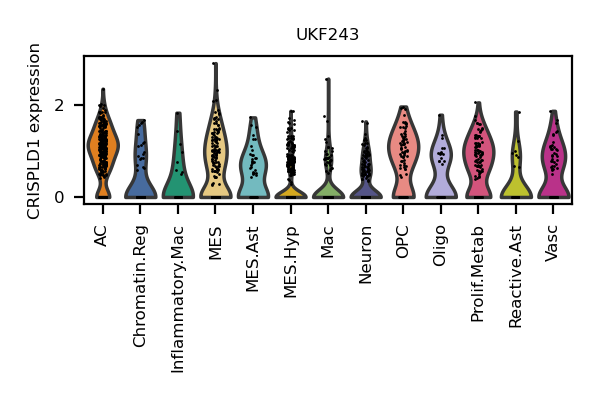 UKF243
CRISPLD1 expression
2
0
AC
Chromatin.Reg
Inflammatory.Mac
MES
MES.Ast
MES.Hyp
Mac
Neuron
OPC
Oligo
Prolif.Metab
Reactive.Ast
Vasc